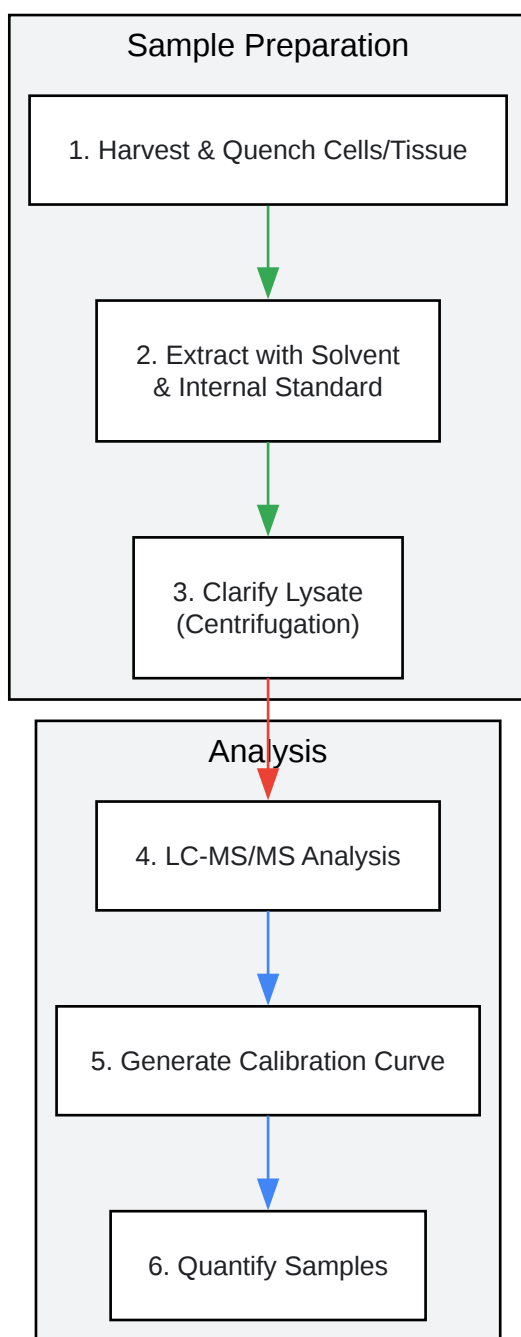 Sample Preparation
1. Harvest & Quench Cells/Tissue
2. Extract with Solvent
& Internal Standard
3. Clarify Lysate
(Centrifugation)
Analysis
4. LC-MS/MS Analysis
5. Generate Calibration Curve
6. Quantify Samples